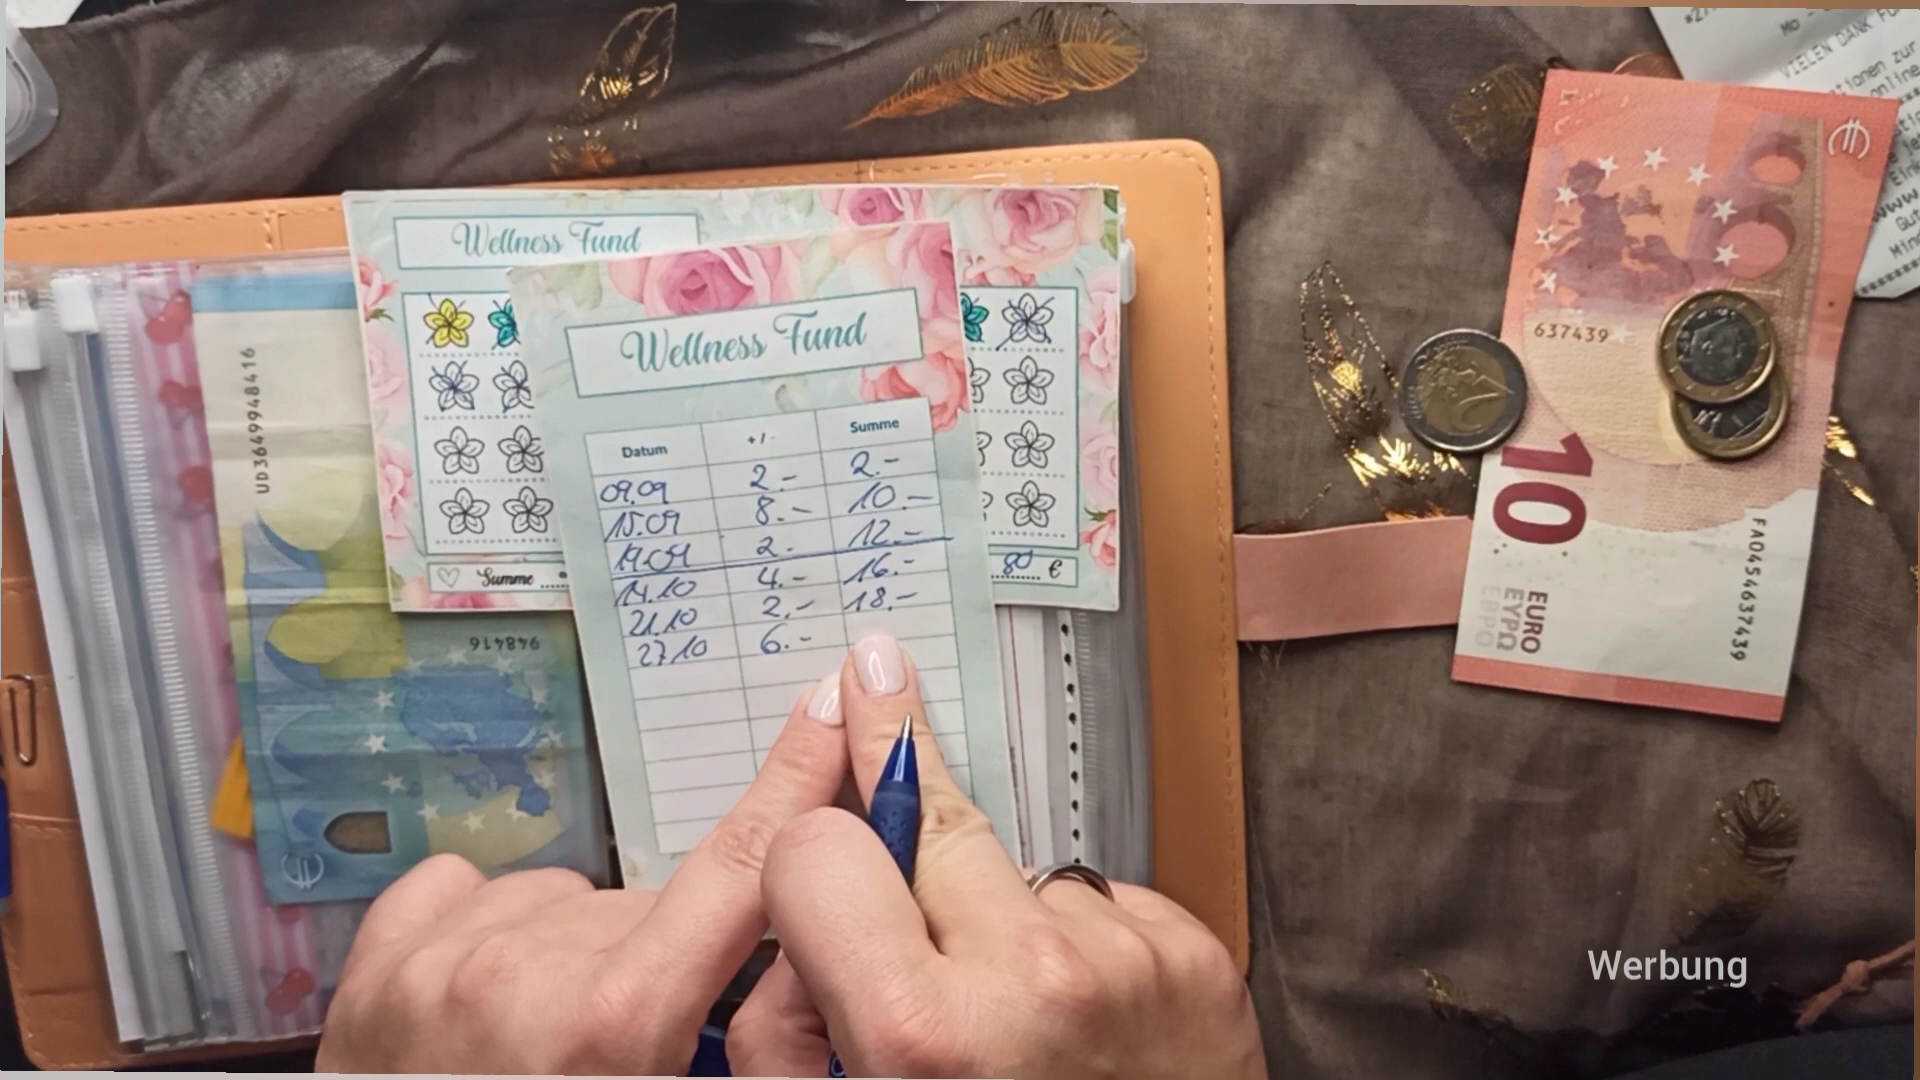 Wellness Fund
Summe
80 €
Wellness Fund
Datum +/- Summe
09.09 2.- 2.-
15.09 8.- 10.-
19.09 2.- 12.-
14.10 4.- 16.-
21.10 2.- 18.-
27.10 6.-
UD3649948416
948416
637439
10
EURO
ΕΥΡΩ
ЕВРО
FA0454637439
VIELEN DANK
Werbung